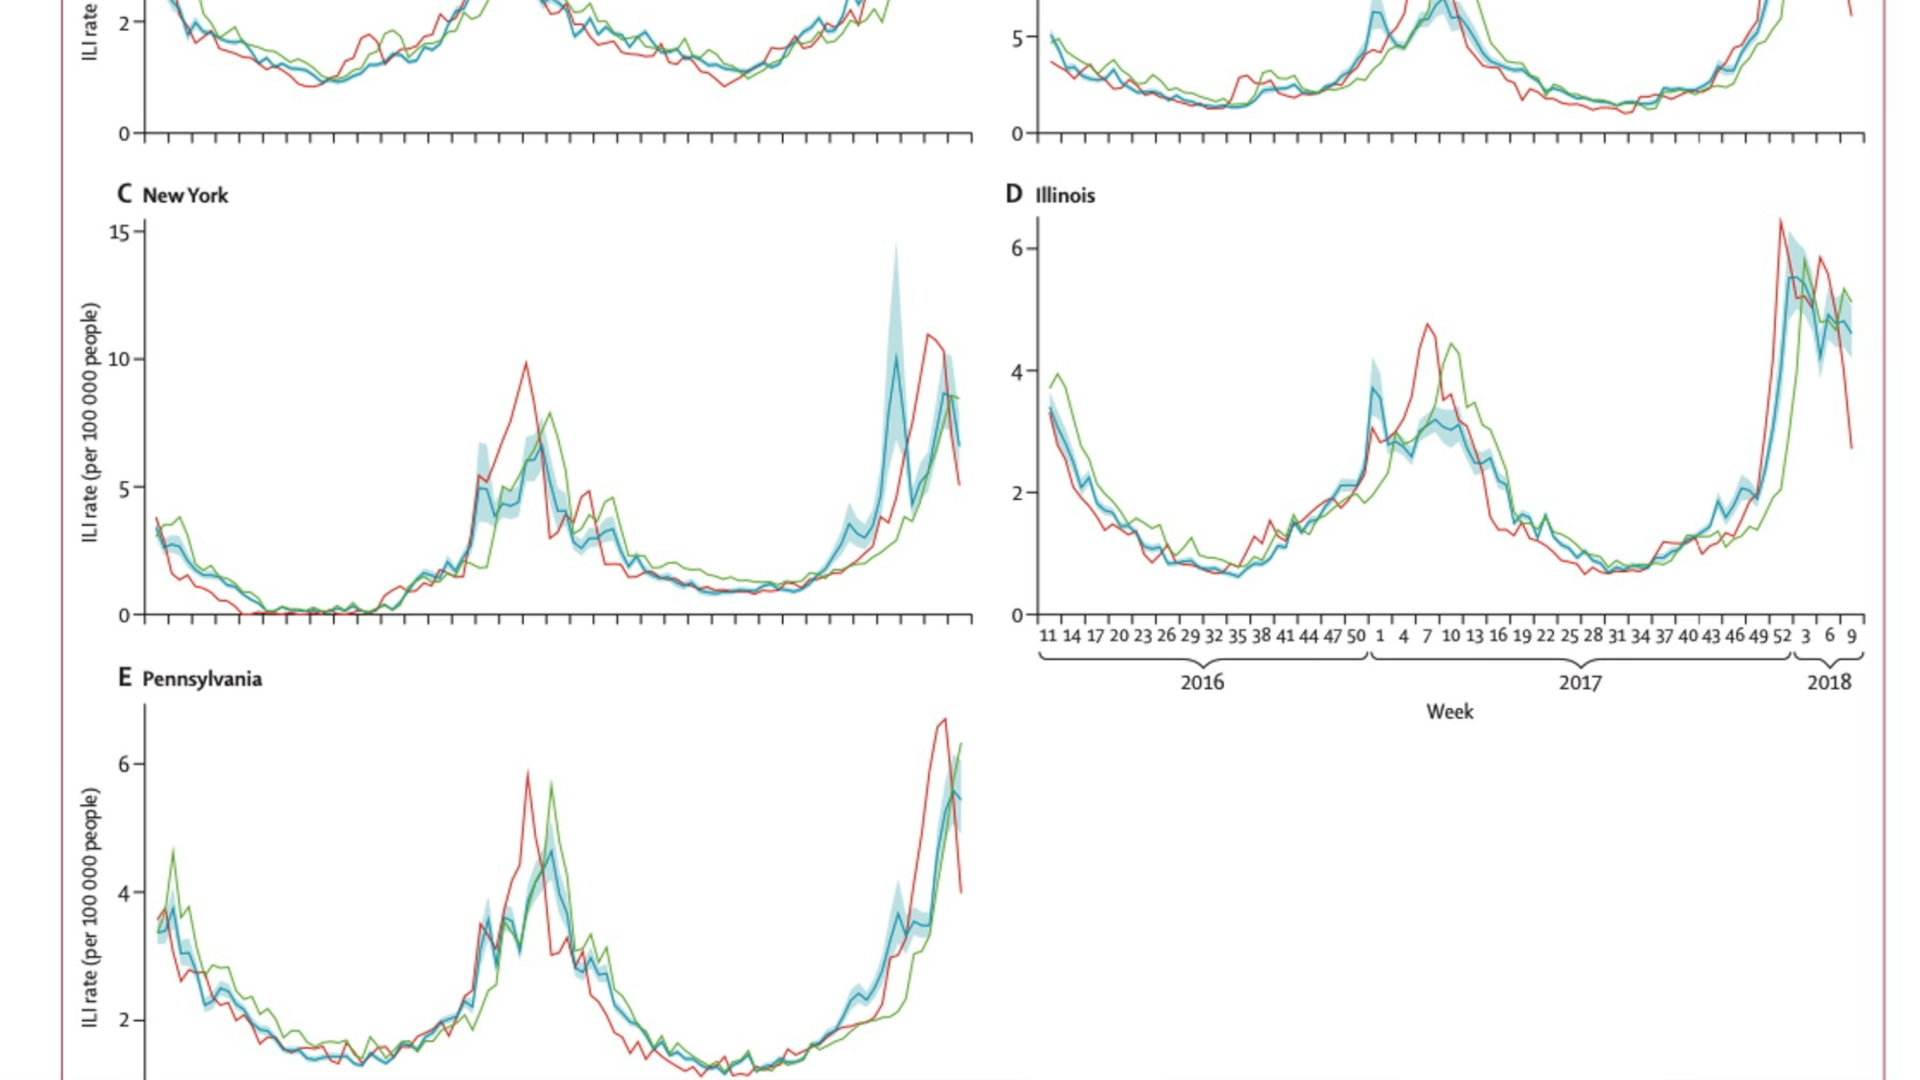 ILI rate
2
0
5
0
C New York
ILI rate (per 100 000 people)
15
10
5
0
D Illinois
6
4
2
0
11 14 17 20 23 26 29 32 35 38 41 44 47 50 1 4 7 10 13 16 19 22 25 28 31 34 37 40 43 46 49 52 3 6 9
2016 2017 2018
Week
E Pennsylvania
ILI rate (per 100 000 people)
6
4
2